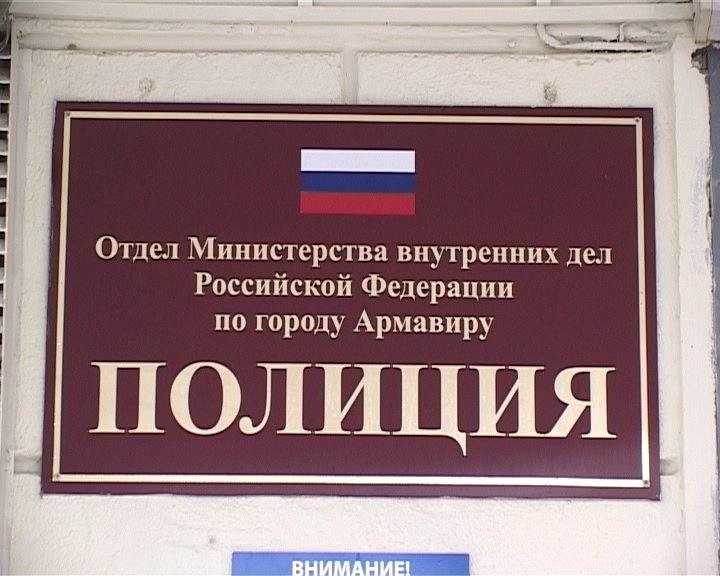 Отдел Министерства внутренних дел
Российской Федерации
по городу Армавиру
ПОЛИЦИЯ
ВНИМАНИЕ!